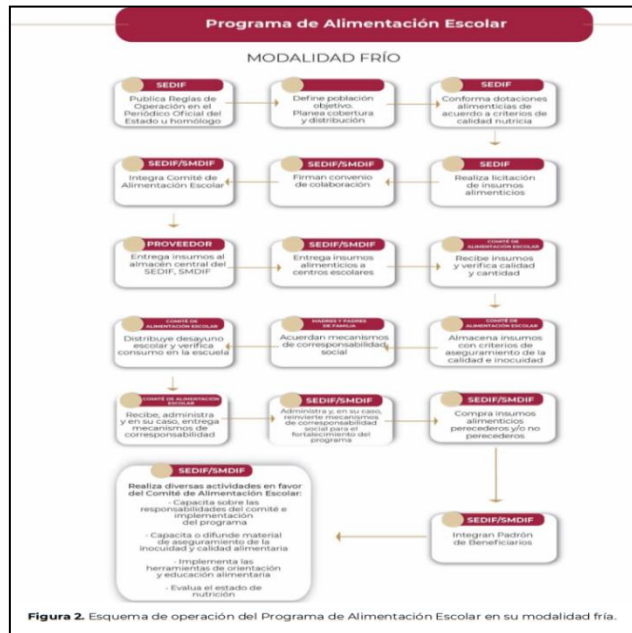 Programa de Alimentación Escolar
MODALIDAD FRÍO
SEDIF
Publica Reglas de
Operación en el
Periódico Oficial del
Estado u homólogo
Define población
objetivo.
Planea cobertura
y distribución
SEDIF
Conforma dotaciones
alimenticias de
acuerdo a criterios de
calidad nutricia
SEDIF/SMDIF
Integra Comité de
Alimentación Escolar
SEDIF/SMDIF
Firman convenio
de colaboración
SEDIF
Realiza licitación
de insumos
alimenticios
PROVEEDOR
Entrega insumos al
almacén central del
SEDIF, SMDIF
SEDIF/SMDIF
Entrega insumos
alimenticios a
centros escolares
COMITÉ DE
ALIMENTACIÓN ESCOLAR
Recibe insumos
y verifica calidad
y cantidad
COMITÉ DE
ALIMENTACIÓN ESCOLAR
Distribuye desayuno
escolar y verifica
consumo en la escuela
MADRES Y PADRES
DE FAMILIA
Acuerdan mecanismos
de corresponsabilidad
social
COMITÉ DE
ALIMENTACIÓN ESCOLAR
Almacena insumos
con criterios de
aseguramiento de la
calidad e inocuidad
COMITÉ DE ALIMENTACIÓN
ESCOLAR
Recibe, administra
y en su caso, entrega
mecanismos de
corresponsabilidad
SEDIF/SMDIF
Administra y, en su caso,
reinvierte mecanismos
de corresponsabilidad
social para el
fortalecimiento del
programa
SEDIF/SMDIF
Compra insumos
alimenticios
perecederos y/o no
perecederos
SEDIF/SMDIF
Realiza diversas actividades en favor
del Comité de Alimentación Escolar:
- Capacita sobre las
responsabilidades del comité e
implementación
del programa
- Capacita o difunde material
de aseguramiento de la
inocuidad y calidad alimentaria
- Implementa las
herramientas de orientación
y educación alimentaria
- Evalua el estado de
nutrición
SEDIF/SMDIF
Integran Padrón
de Beneficiarios
Figura 2. Esquema de operación del Programa de Alimentación Escolar en su modalidad fría.